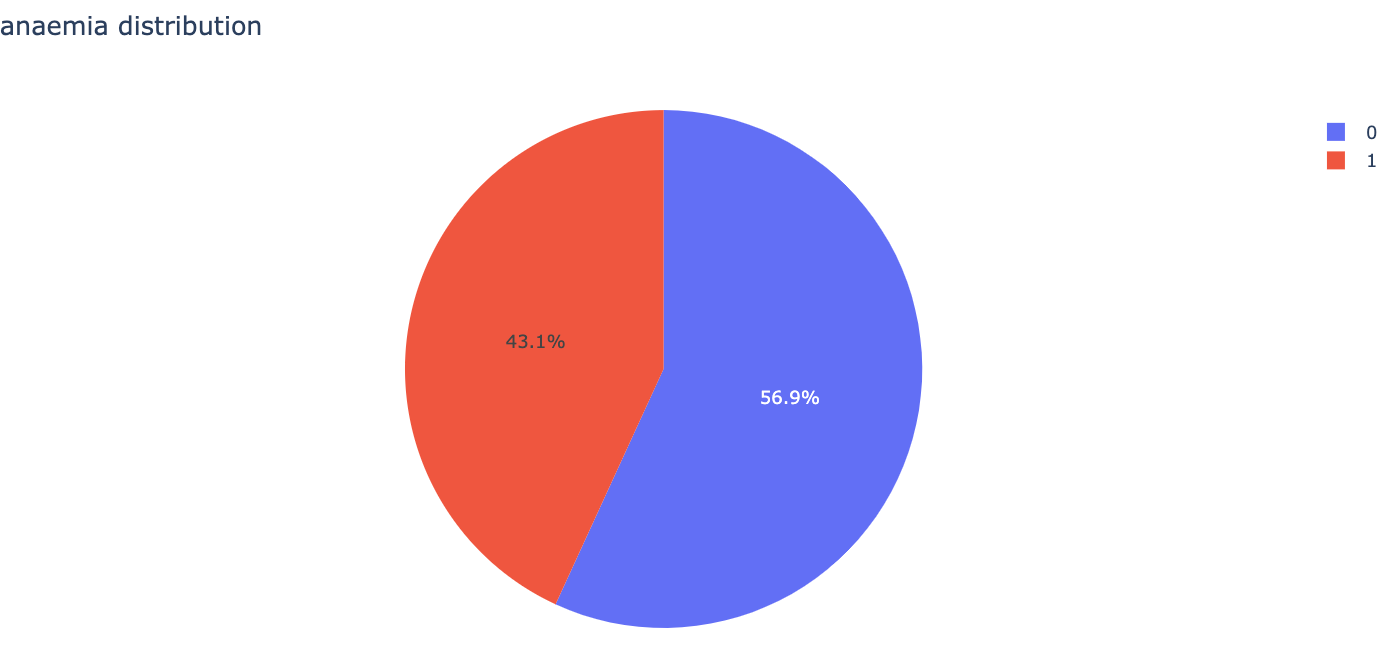 anaemia distribution
0
1
43.1%
56.9%